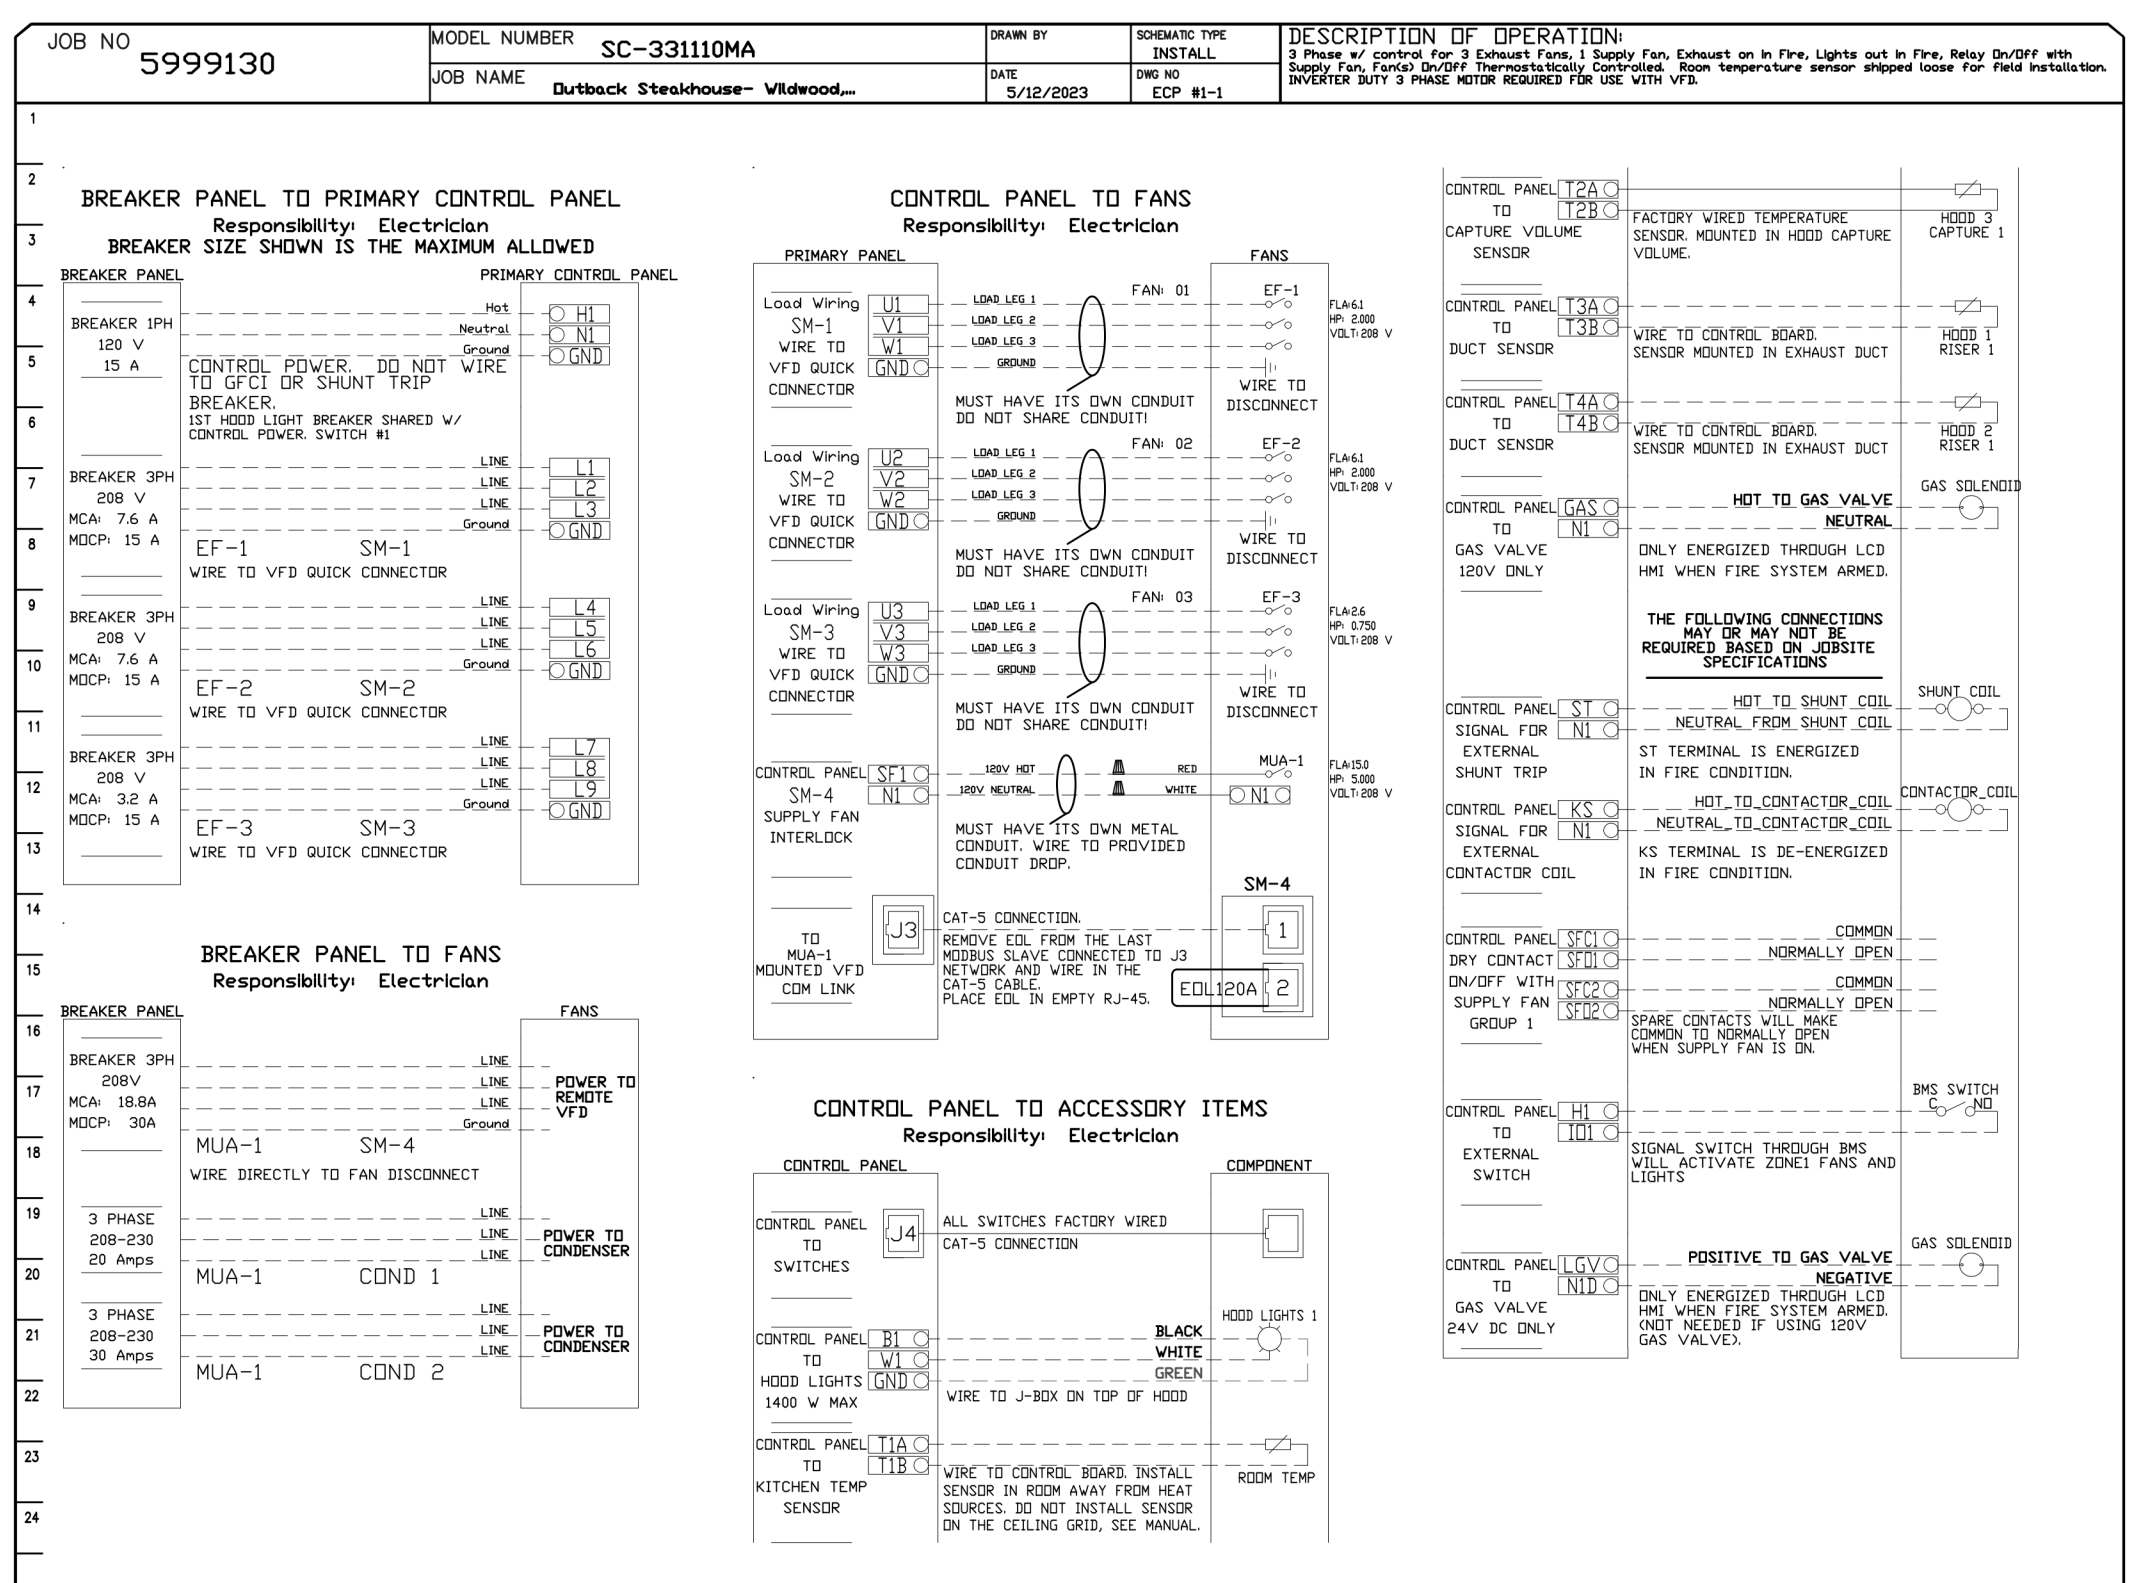 JOB NO
5999130
MODEL NUMBER
SC-331110MA
JOB NAME
Outback Steakhouse- Wildwood,...
DRAWN BY
DATE
5/12/2023
SCHEMATIC TYPE
INSTALL
DWG NO
ECP #1-1
DESCRIPTION OF OPERATION:
3 Phase w/ control for 3 Exhaust Fans, 1 Supply Fan, Exhaust on in Fire, Lights out in Fire, Relay On/Off with
Supply Fan, Fan(s) On/Off Thermostatically Controlled. Room temperature sensor shipped loose for field installation.
INVERTER DUTY 3 PHASE MOTOR REQUIRED FOR USE WITH VFD.
1
2
3
4
5
6
7
8
9
10
11
12
13
14
15
16
17
18
19
20
21
22
23
24
BREAKER PANEL TO PRIMARY CONTROL PANEL
Responsibility: Electrician
BREAKER SIZE SHOWN IS THE MAXIMUM ALLOWED
BREAKER PANEL
PRIMARY CONTROL PANEL
BREAKER 1PH
120 V
15 A
Hot
H1
Neutral
N1
Ground
GND
CONTROL POWER. DO NOT WIRE
TO GFCI OR SHUNT TRIP
BREAKER.
1ST HOOD LIGHT BREAKER SHARED W/
CONTROL POWER. SWITCH #1
BREAKER 3PH
208 V
MCA: 7.6 A
MOCP: 15 A
LINE
L1
LINE
L2
LINE
L3
Ground
GND
EF-1 SM-1
WIRE TO VFD QUICK CONNECTOR
BREAKER 3PH
208 V
MCA: 7.6 A
MOCP: 15 A
LINE
L4
LINE
L5
LINE
L6
Ground
GND
EF-2 SM-2
WIRE TO VFD QUICK CONNECTOR
BREAKER 3PH
208 V
MCA: 3.2 A
MOCP: 15 A
LINE
L7
LINE
L8
LINE
L9
Ground
GND
EF-3 SM-3
WIRE TO VFD QUICK CONNECTOR
BREAKER PANEL TO FANS
Responsibility: Electrician
BREAKER PANEL
FANS
BREAKER 3PH
208V
MCA: 18.8A
MOCP: 30A
LINE
LINE
LINE
Ground
POWER TO
REMOTE
VFD
MUA-1 SM-4
WIRE DIRECTLY TO FAN DISCONNECT
3 PHASE
208-230
20 Amps
LINE
LINE
LINE
POWER TO
CONDENSER
MUA-1 COND 1
3 PHASE
208-230
30 Amps
LINE
LINE
LINE
POWER TO
CONDENSER
MUA-1 COND 2
CONTROL PANEL TO FANS
Responsibility: Electrician
PRIMARY PANEL
FANS
Load Wiring
SM-1
WIRE TO
VFD QUICK
CONNECTOR
U1
V1
W1
GND
LOAD LEG 1
LOAD LEG 2
LOAD LEG 3
GROUND
FAN: 01
EF-1
FLA:6.1
HP: 2.000
VOLT: 208 V
WIRE TO
DISCONNECT
MUST HAVE ITS OWN CONDUIT
DO NOT SHARE CONDUIT!
Load Wiring
SM-2
WIRE TO
VFD QUICK
CONNECTOR
U2
V2
W2
GND
LOAD LEG 1
LOAD LEG 2
LOAD LEG 3
GROUND
FAN: 02
EF-2
FLA:6.1
HP: 2.000
VOLT: 208 V
WIRE TO
DISCONNECT
MUST HAVE ITS OWN CONDUIT
DO NOT SHARE CONDUIT!
Load Wiring
SM-3
WIRE TO
VFD QUICK
CONNECTOR
U3
V3
W3
GND
LOAD LEG 1
LOAD LEG 2
LOAD LEG 3
GROUND
FAN: 03
EF-3
FLA:2.6
HP: 0.750
VOLT: 208 V
WIRE TO
DISCONNECT
MUST HAVE ITS OWN CONDUIT
DO NOT SHARE CONDUIT!
CONTROL PANEL
SM-4
SUPPLY FAN
INTERLOCK
SF1
N1
120V HOT
120V NEUTRAL
RED
WHITE
MUA-1
N1
FLA:15.0
HP: 5.000
VOLT: 208 V
MUST HAVE ITS OWN METAL
CONDUIT. WIRE TO PROVIDED
CONDUIT DROP.
SM-4
TO
MUA-1
MOUNTED VFD
COM LINK
J3
CAT-5 CONNECTION.
REMOVE EOL FROM THE LAST
MODBUS SLAVE CONNECTED TO J3
NETWORK AND WIRE IN THE
CAT-5 CABLE.
PLACE EOL IN EMPTY RJ-45.
1
EOL120A
2
CONTROL PANEL TO ACCESSORY ITEMS
Responsibility: Electrician
CONTROL PANEL
COMPONENT
CONTROL PANEL
TO
SWITCHES
J4
ALL SWITCHES FACTORY WIRED
CAT-5 CONNECTION
CONTROL PANEL
TO
HOOD LIGHTS
1400 W MAX
B1
W1
GND
BLACK
WHITE
GREEN
HOOD LIGHTS 1
WIRE TO J-BOX ON TOP OF HOOD
CONTROL PANEL
TO
KITCHEN TEMP
SENSOR
T1A
T1B
ROOM TEMP
WIRE TO CONTROL BOARD. INSTALL
SENSOR IN ROOM AWAY FROM HEAT
SOURCES. DO NOT INSTALL SENSOR
ON THE CEILING GRID, SEE MANUAL.
CONTROL PANEL
TO
CAPTURE VOLUME
SENSOR
T2A
T2B
FACTORY WIRED TEMPERATURE
SENSOR. MOUNTED IN HOOD CAPTURE
VOLUME.
HOOD 3
CAPTURE 1
CONTROL PANEL
TO
DUCT SENSOR
T3A
T3B
WIRE TO CONTROL BOARD.
SENSOR MOUNTED IN EXHAUST DUCT
HOOD 1
RISER 1
CONTROL PANEL
TO
DUCT SENSOR
T4A
T4B
WIRE TO CONTROL BOARD.
SENSOR MOUNTED IN EXHAUST DUCT
HOOD 2
RISER 1
CONTROL PANEL
TO
GAS VALVE
120V ONLY
GAS
N1
HOT TO GAS VALVE
NEUTRAL
GAS SOLENOID
ONLY ENERGIZED THROUGH LCD
HMI WHEN FIRE SYSTEM ARMED.
THE FOLLOWING CONNECTIONS
MAY OR MAY NOT BE
REQUIRED BASED ON JOBSITE
SPECIFICATIONS
CONTROL PANEL
SIGNAL FOR
EXTERNAL
SHUNT TRIP
ST
N1
HOT TO SHUNT COIL
NEUTRAL FROM SHUNT COIL
SHUNT COIL
ST TERMINAL IS ENERGIZED
IN FIRE CONDITION.
CONTROL PANEL
SIGNAL FOR
EXTERNAL
CONTACTOR COIL
KS
N1
HOT_TO_CONTACTOR_COIL
NEUTRAL_TO_CONTACTOR_COIL
CONTACTOR_COIL
KS TERMINAL IS DE-ENERGIZED
IN FIRE CONDITION.
CONTROL PANEL
DRY CONTACT
ON/OFF WITH
SUPPLY FAN
GROUP 1
SFC1
SFO1
SFC2
SFO2
COMMON
NORMALLY OPEN
COMMON
NORMALLY OPEN
SPARE CONTACTS WILL MAKE
COMMON TO NORMALLY OPEN
WHEN SUPPLY FAN IS ON.
CONTROL PANEL
TO
EXTERNAL
SWITCH
H1
IO1
BMS SWITCH
C NO
SIGNAL SWITCH THROUGH BMS
WILL ACTIVATE ZONE1 FANS AND
LIGHTS
CONTROL PANEL
TO
GAS VALVE
24V DC ONLY
LGV
N1D
POSITIVE TO GAS VALVE
NEGATIVE
GAS SOLENOID
ONLY ENERGIZED THROUGH LCD
HMI WHEN FIRE SYSTEM ARMED.
(NOT NEEDED IF USING 120V
GAS VALVE).